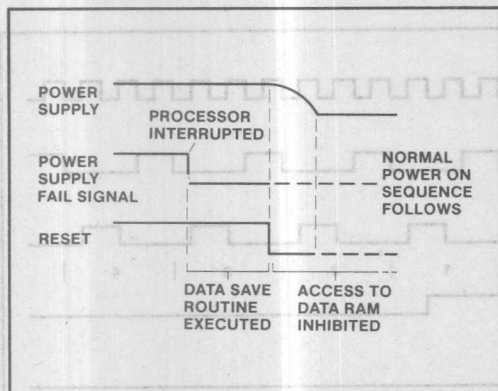 POWER
SUPPLY
PROCESSOR
INTERRUPTED
POWER
SUPPLY
FAIL SIGNAL
NORMAL
POWER ON
SEQUENCE
FOLLOWS
RESET
DATA SAVE
ROUTINE
EXECUTED
ACCESS TO
DATA RAM
INHIBITED